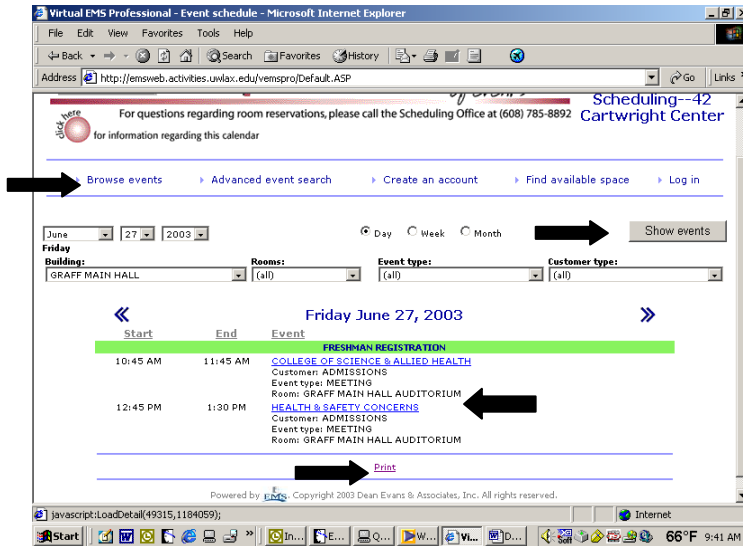 Virtual EMS Professional - Event schedule - Microsoft Internet Explorer
File Edit View Favorites Tools Help
Back Search Favorites History
Address http://emsweb.activities.uwlax.edu/vemspro/Default.ASP Go Links
of events
Scheduling--42
Cartwright Center
click here
For questions regarding room reservations, please call the Scheduling Office at (608) 785-8892
for information regarding this calendar
Browse events Advanced event search Create an account Find available space Log in
June 27 2003 Day Week Month Show events
Friday
Building: Rooms: Event type: Customer type:
GRAFF MAIN HALL (all) (all) (all)
« Friday June 27, 2003 »
Start End Event
FRESHMAN REGISTRATION
10:45 AM 11:45 AM COLLEGE OF SCIENCE & ALLIED HEALTH
Customer: ADMISSIONS
Event type: MEETING
Room: GRAFF MAIN HALL AUDITORIUM
12:45 PM 1:30 PM HEALTH & SAFETY CONCERNS
Customer: ADMISSIONS
Event type: MEETING
Room: GRAFF MAIN HALL AUDITORIUM
Print
Powered by EMS. Copyright 2003 Dean Evans & Associates, Inc. All rights reserved.
javascript:LoadDetail(49315,1184059); Internet
Start » In... E... Q... W... Vi... D... 66°F 9:41 AM